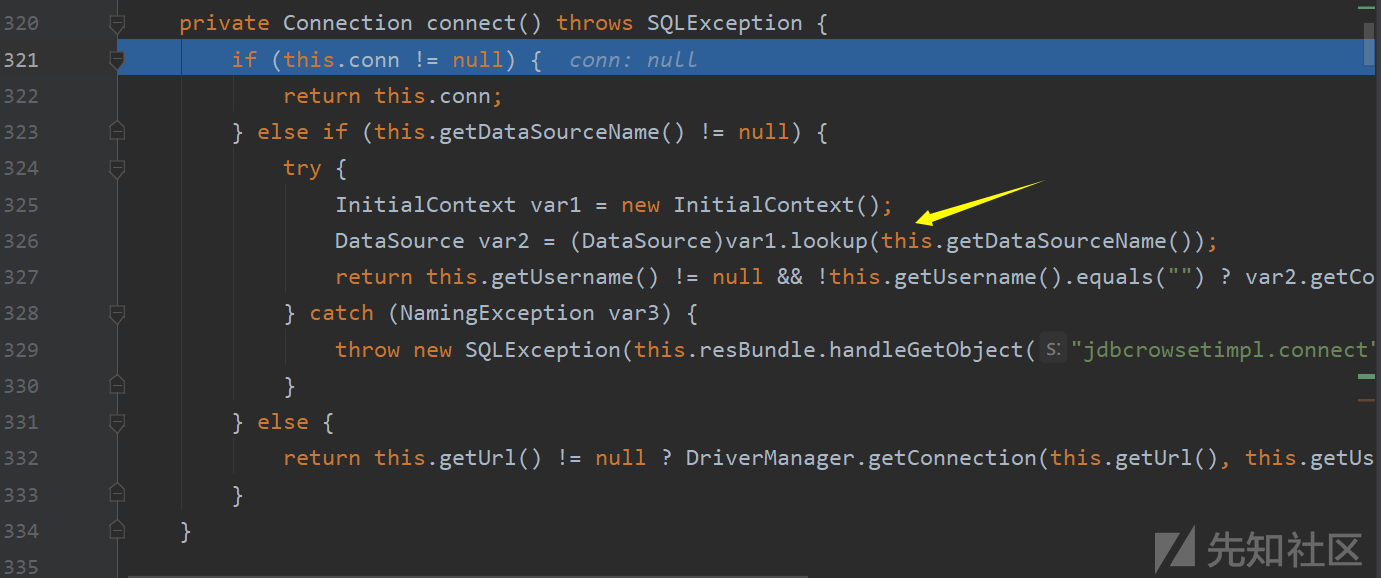 320 private Connection connect() throws SQLException {
321 if (this.conn != null) { conn: null
322 return this.conn;
323 } else if (this.getDataSourceName() != null) {
324 try {
325 InitialContext var1 = new InitialContext();
326 DataSource var2 = (DataSource)var1.lookup(this.getDataSourceName());
327 return this.getUsername() != null && !this.getUsername().equals("") ? var2.getCo
328 } catch (NamingException var3) {
329 throw new SQLException(this.resBundle.handleGetObject( s: "jdbcrowsetimpl.connect"
330 }
331 } else {
332 return this.getUrl() != null ? DriverManager.getConnection(this.getUrl(), this.getUs
333 }
334 }
335
先知社区